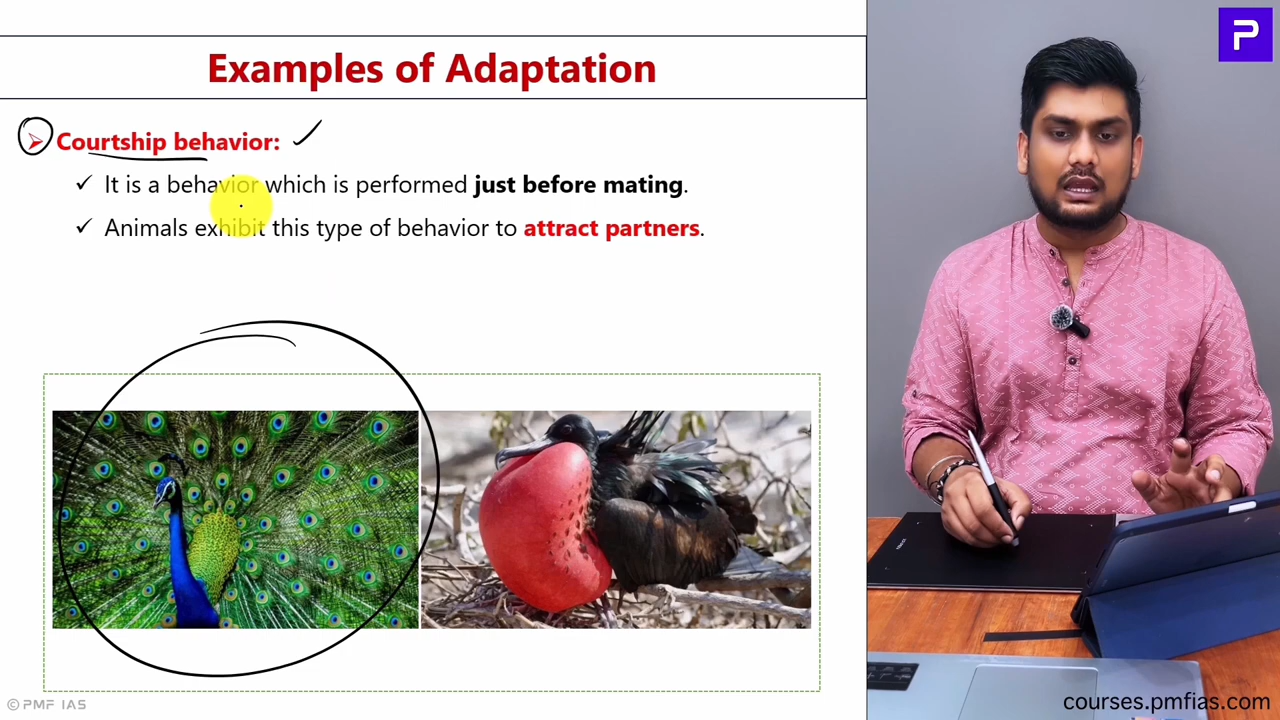 P
Examples of Adaptation
➢ Courtship behavior:
✓ It is a behavior which is performed just before mating.
✓ Animals exhibit this type of behavior to attract partners.
© PMF IAS
courses.pmfias.com